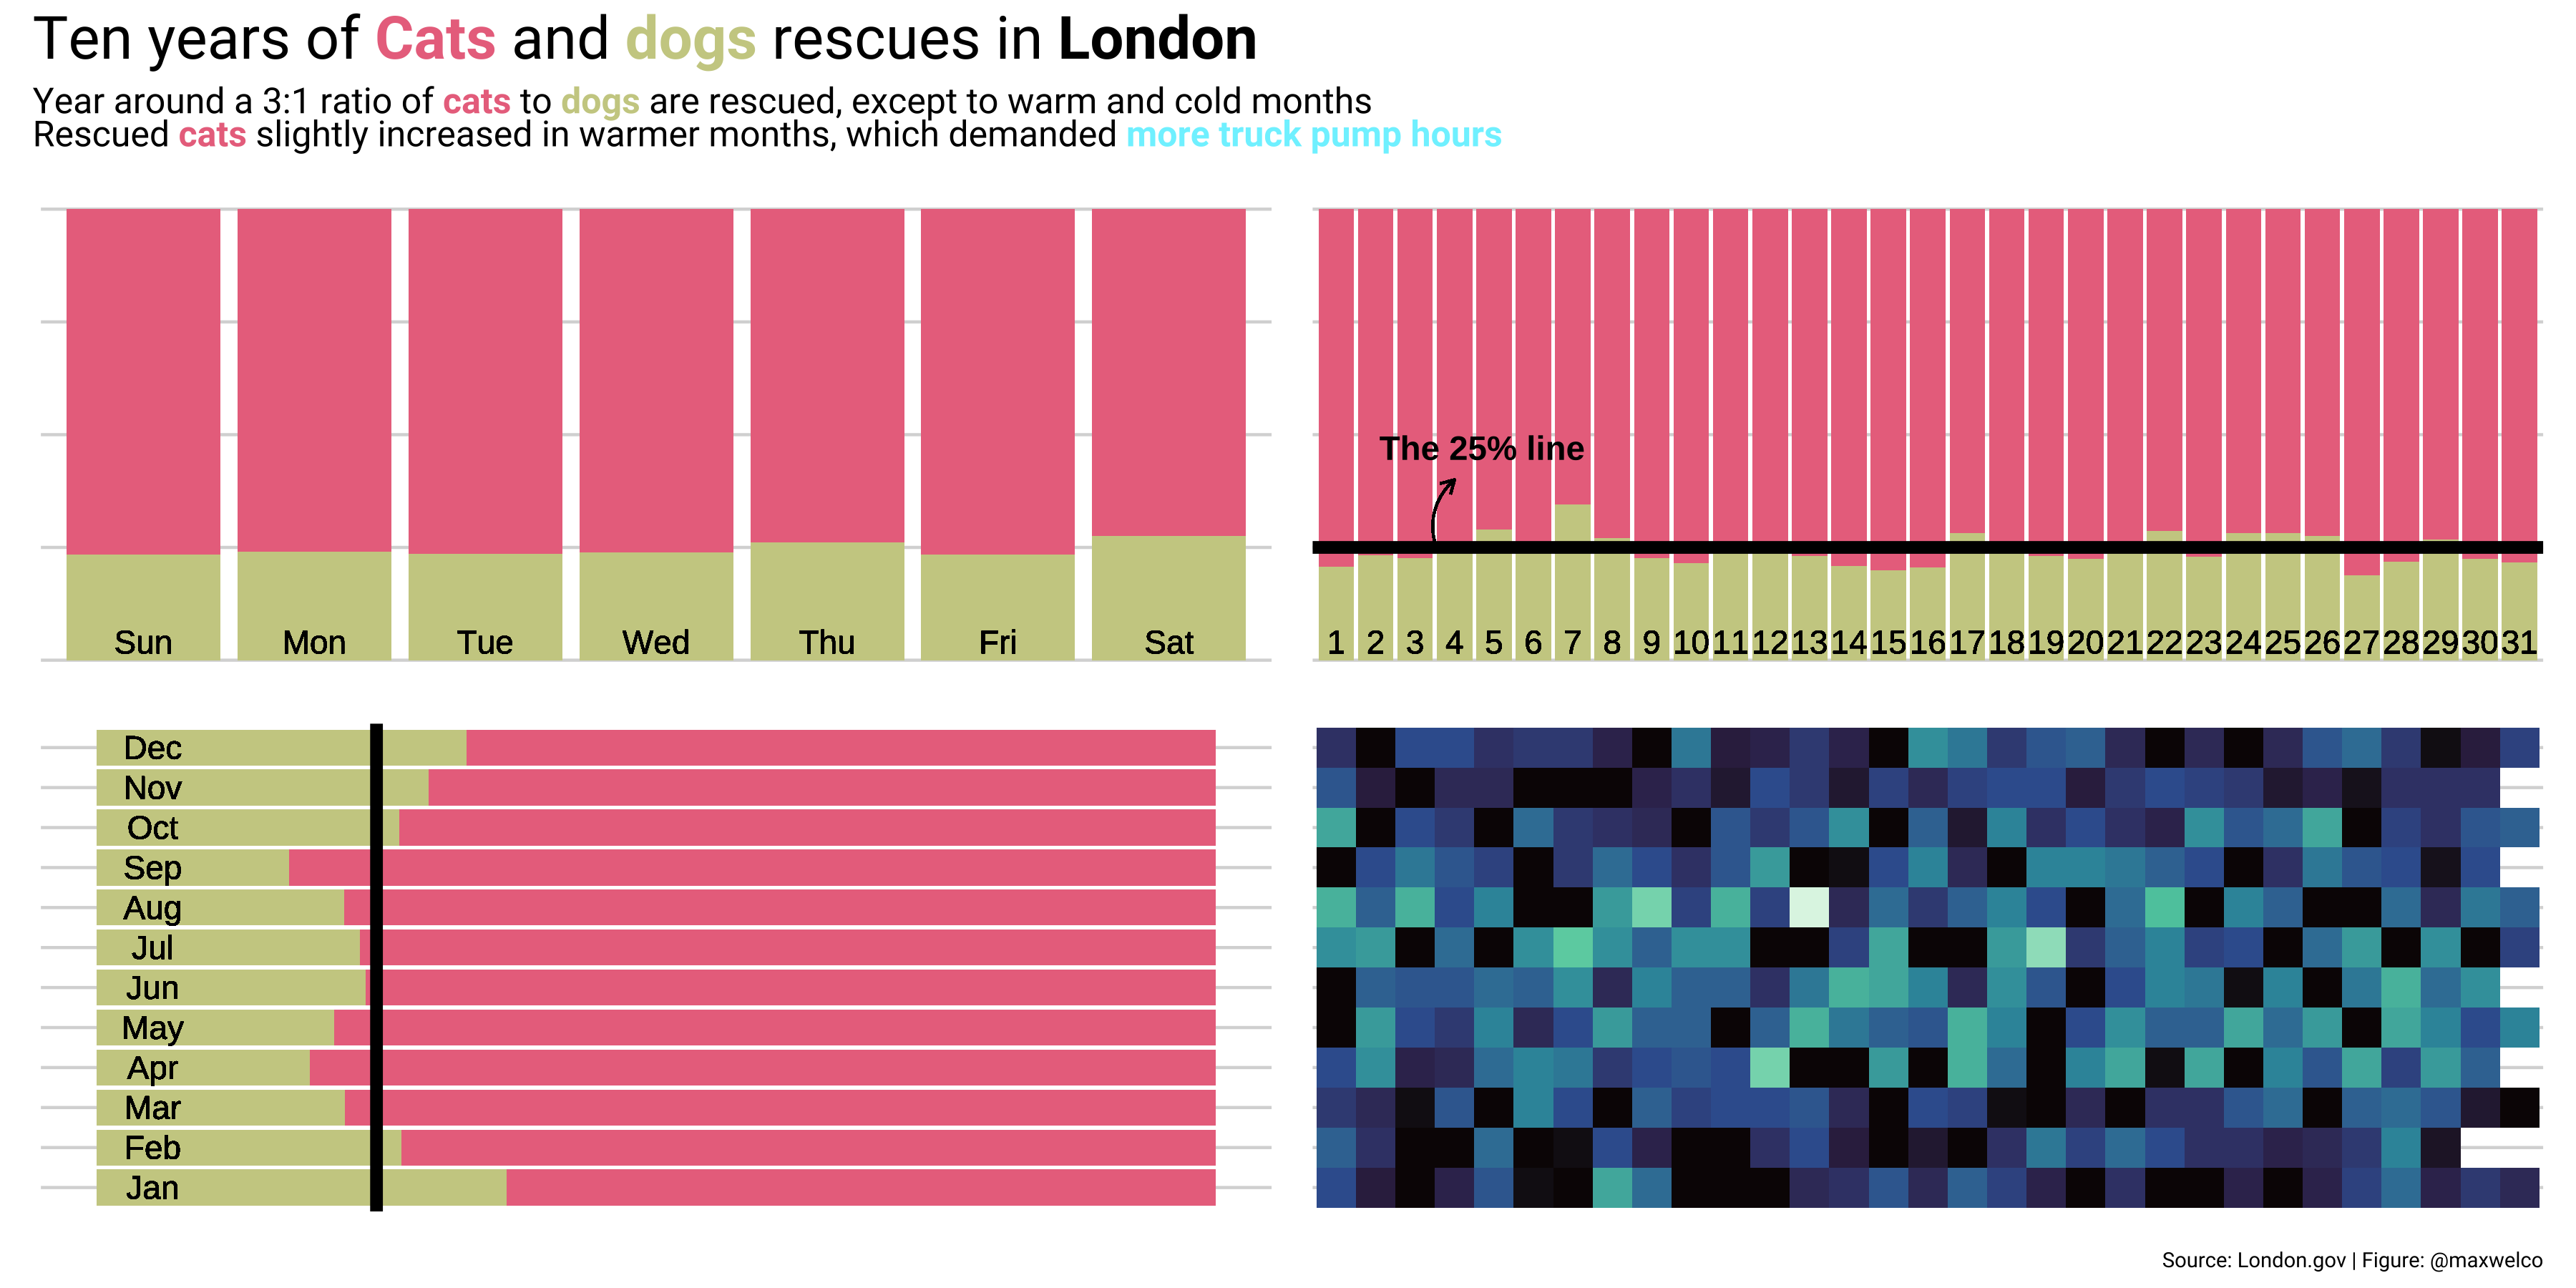 Ten years of Cats and dogs rescues in London
Year around a 3:1 ratio of cats to dogs are rescued, except to warm and cold months
Rescued cats slightly increased in warmer months, which demanded more truck pump hours
The 25% line
Sun Mon Tue Wed Thu Fri Sat
1 2 3 4 5 6 7 8 9 10 11 12 13 14 15 16 17 18 19 20 21 22 23 24 25 26 27 28 29 30 31
Dec
Nov
Oct
Sep
Aug
Jul
Jun
May
Apr
Mar
Feb
Jan
Source: London.gov | Figure: @maxwelco